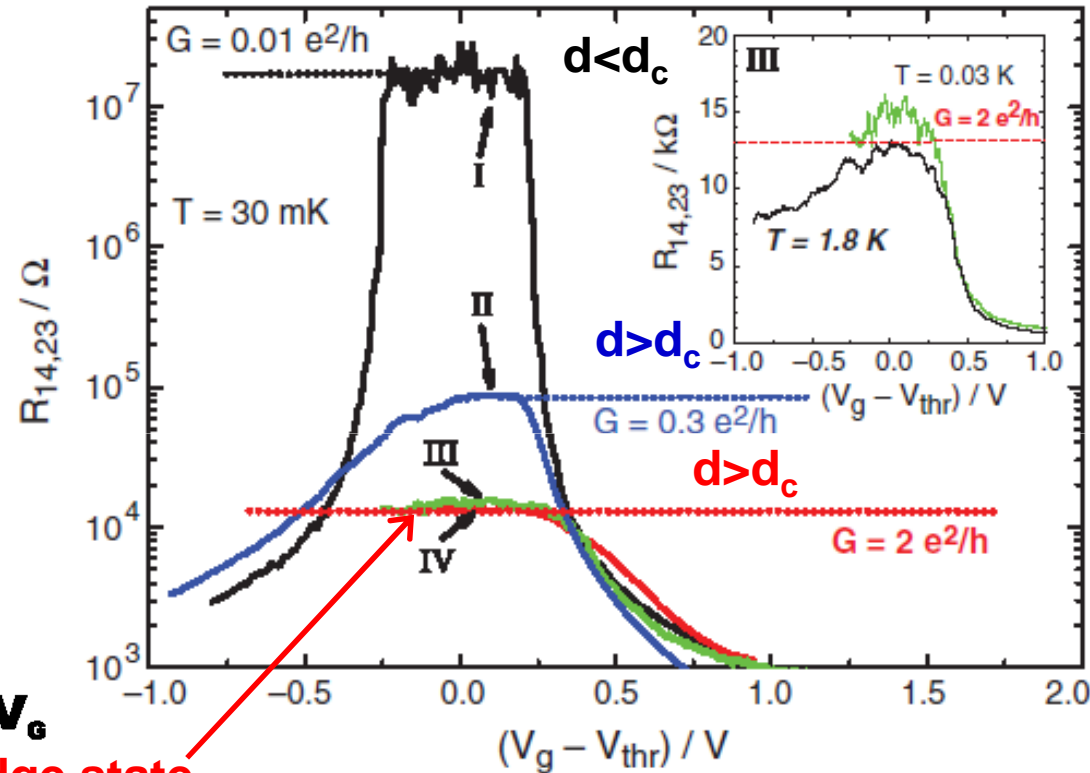 G = 0.01 e²/h
d<d_c
10⁷
I
T = 30 mK
10⁶
R₁₄,₂₃ / Ω
II
d>d_c
10⁵
G = 0.3 e²/h
III
d>d_c
10⁴
IV
G = 2 e²/h
10³
−1.0 −0.5 0.0 0.5 1.0 1.5 2.0
(V_g − V_thr) / V
V_G
III
20
T = 0.03 K
15
G = 2 e²/h
R₁₄,₂₃ / kΩ
10
T = 1.8 K
5
0
−1.0 −0.5 0.0 0.5 1.0
(V_g − V_thr) / V